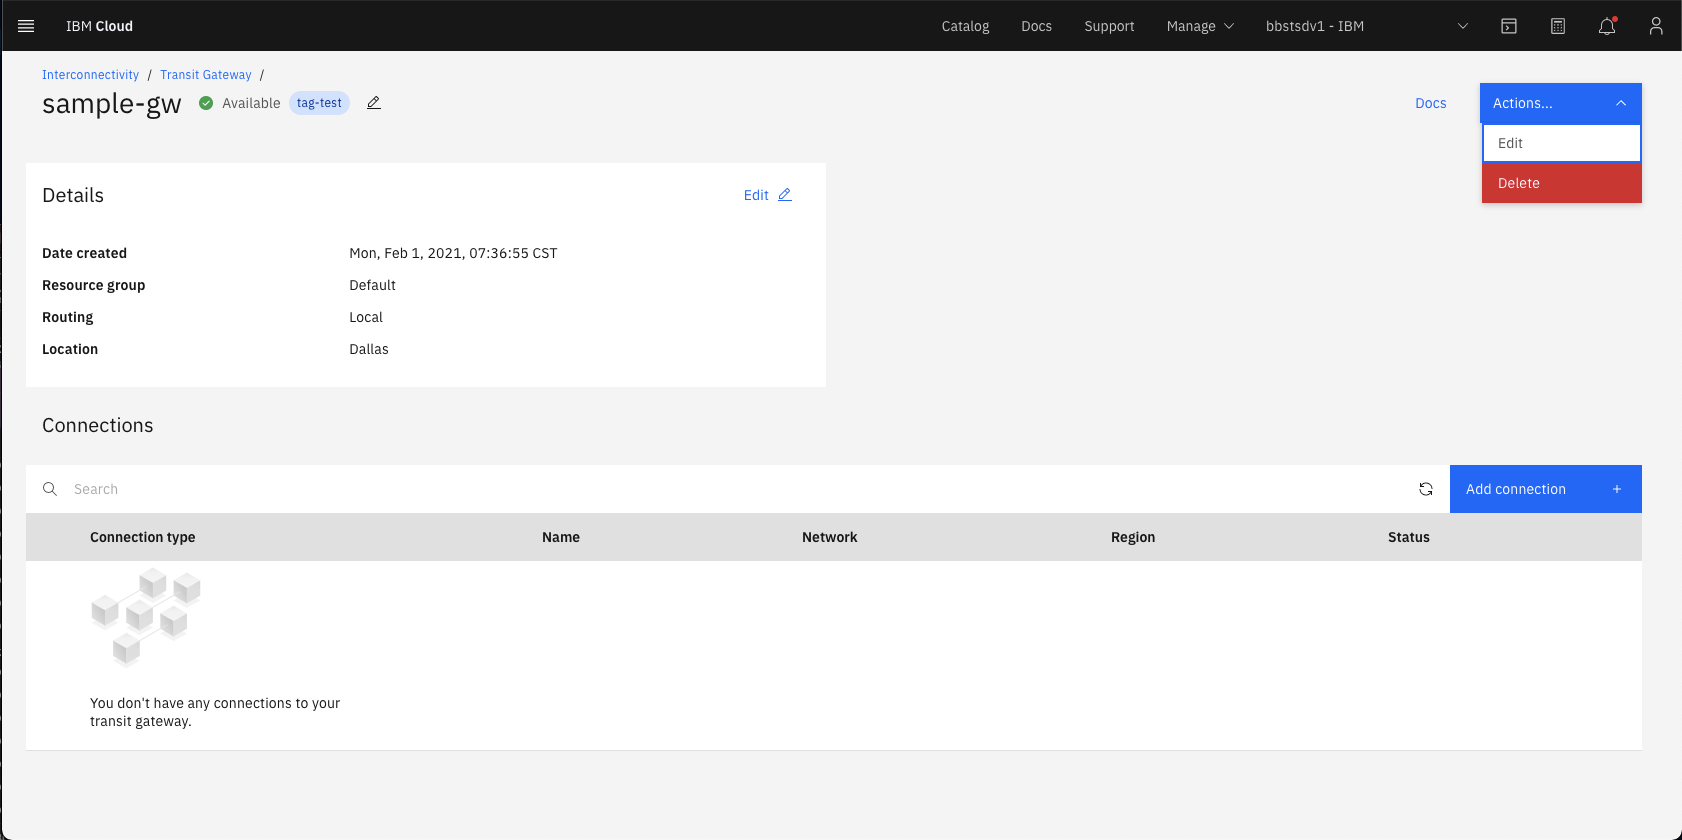 IBM Cloud
Catalog
Docs
Support
Manage
bbstsdv1 - IBM
Interconnectivity / Transit Gateway /
sample-gw
Available
tag-test
Docs
Actions...
Edit
Delete
Details
Edit
Date created Mon, Feb 1, 2021, 07:36:55 CST
Resource group Default
Routing Local
Location Dallas
Connections
Search
Add connection +
Connection type Name Network Region Status
You don't have any connections to your
transit gateway.